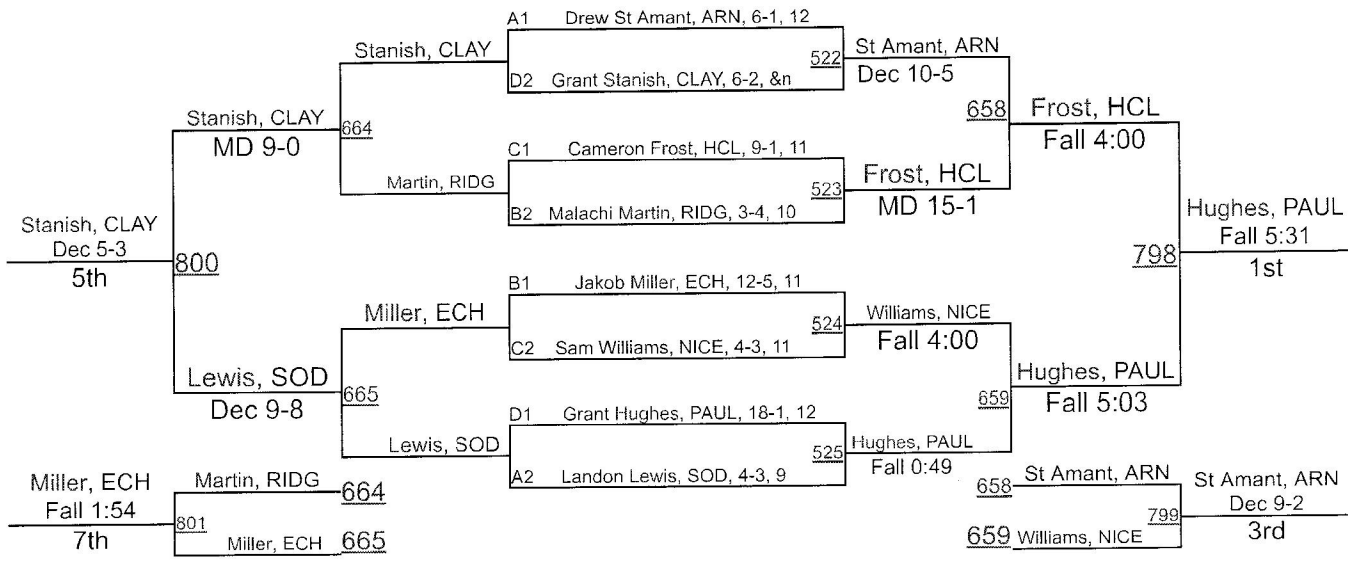 A1 Drew St Amant, ARN, 6-1, 12
Stanish, CLAY
522
St Amant, ARN
Dec 10-5
D2 Grant Stanish, CLAY, 6-2, &n
Stanish, CLAY
MD 9-0
664
658
Frost, HCL
Fall 4:00
C1 Cameron Frost, HCL, 9-1, 11
Martin, RIDG
523
Frost, HCL
MD 15-1
B2 Malachi Martin, RIDG, 3-4, 10
Stanish, CLAY
Dec 5-3
5th
800
798
Hughes, PAUL
Fall 5:31
1st
B1 Jakob Miller, ECH, 12-5, 11
Miller, ECH
524
Williams, NICE
Fall 4:00
C2 Sam Williams, NICE, 4-3, 11
Lewis, SOD
Dec 9-8
665
659
Hughes, PAUL
Fall 5:03
D1 Grant Hughes, PAUL, 18-1, 12
Lewis, SOD
525
Hughes, PAUL
Fall 0:49
A2 Landon Lewis, SOD, 4-3, 9
Miller, ECH
Fall 1:54
7th
Martin, RIDG 664
801
Miller, ECH 665
658 St Amant, ARN
799
659 Williams, NICE
St Amant, ARN
Dec 9-2
3rd